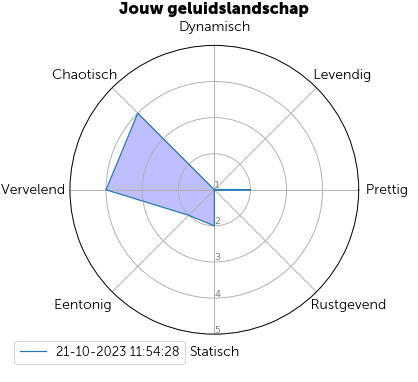 Jouw geluidslandschap
Dynamisch
Chaotisch
Levendig
Vervelend
1
Prettig
2
3
4
Eentonig
Rustgevend
5
21-10-2023 11:54:28
Statisch